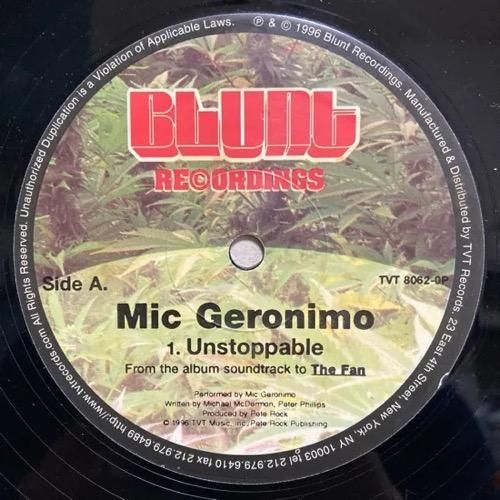 BLUNT
RE©ORDINGS
Side A.
TVT 8062-0P
Mic Geronimo
1. Unstoppable
From the album soundtrack to The Fan
Performed by Mic Geronimo
Written by Michael McDermon, Peter Phillips
Produced by Pete Rock
© 1996 TVT Music, Inc./Pete Rock Publishing
℗ & © 1996 Blunt Recordings. Manufactured & Distributed by TVT Records. 23 East 4th Street, New York, NY 10003 tel 212.979.6410 fax 212.979.6489 http://www.tvtrecords.com All Rights Reserved. Unauthorized Duplication is a Violation of Applicable Laws.